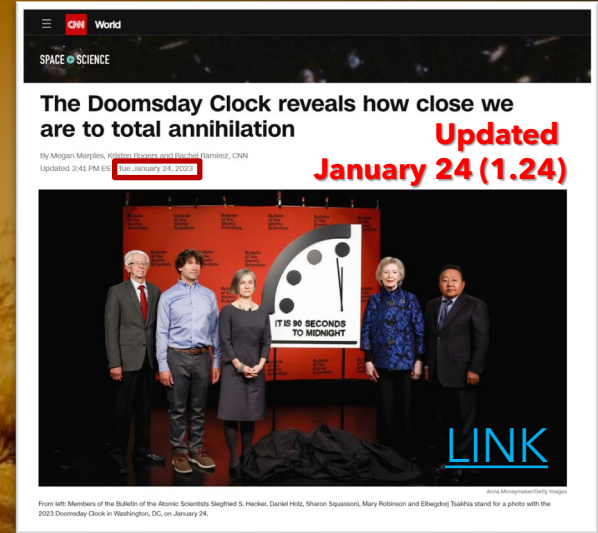 CNN World
SPACE + SCIENCE
The Doomsday Clock reveals how close we
are to total annihilation
Updated
January 24 (1.24)
By Megan Marples, Kristen Rogers and Rachel Ramirez, CNN
Updated 3:41 PM EST Tue January 24, 2023
IT IS 90 SECONDS
TO MIDNIGHT
LINK
Anna Moneymaker/Getty Images
From left: Members of the Bulletin of the Atomic Scientists Siegfried S. Hecker, Daniel Holz, Sharon Squassoni, Mary Robinson and Elbegdorj Tsakhia stand for a photo with the
2023 Doomsday Clock in Washington, DC, on January 24.